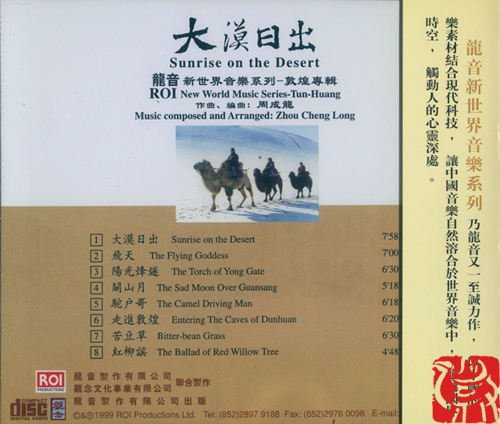 大漠日出
Sunrise on the Desert
龍音 新世界音樂系列–敦煌專輯
ROI New World Music Series-Tun-Huang
作曲、編曲：周成龍
Music composed and Arranged: Zhou Cheng Long
1 大漠日出 Sunrise on the Desert 7'58
2 飛天 The Flying Goddess 7'00
3 陽光烽燧 The Torch of Yong Gate 6'30
4 關山月 The Sad Moon Over Guansang 5'18
5 駝户哥 The Camel Driving Man 6'18
6 走進敦煌 Entering The Caves of Dunhuang 6'20
7 苦豆草 Bitter-bean Grass 6'30
8 紅柳謠 The Ballad of Red Willow Tree 4'48
ROI
龍音製作有限公司
觀念文化事業有限公司 聯合製作
COMPACT
disc
DIGITAL AUDIO
觀念
龍音製作有限公司出版
©&℗1999 ROI Productions Ltd. Tel: (852)2897 9188 Fax: (852)2976 0098 E-mail:
龍音新世界音樂系列 乃龍音又一至誠力作，
樂素材結合現代科技，讓中國音樂自然溶合於世界音樂中，
時空，觸動人的心靈深處。